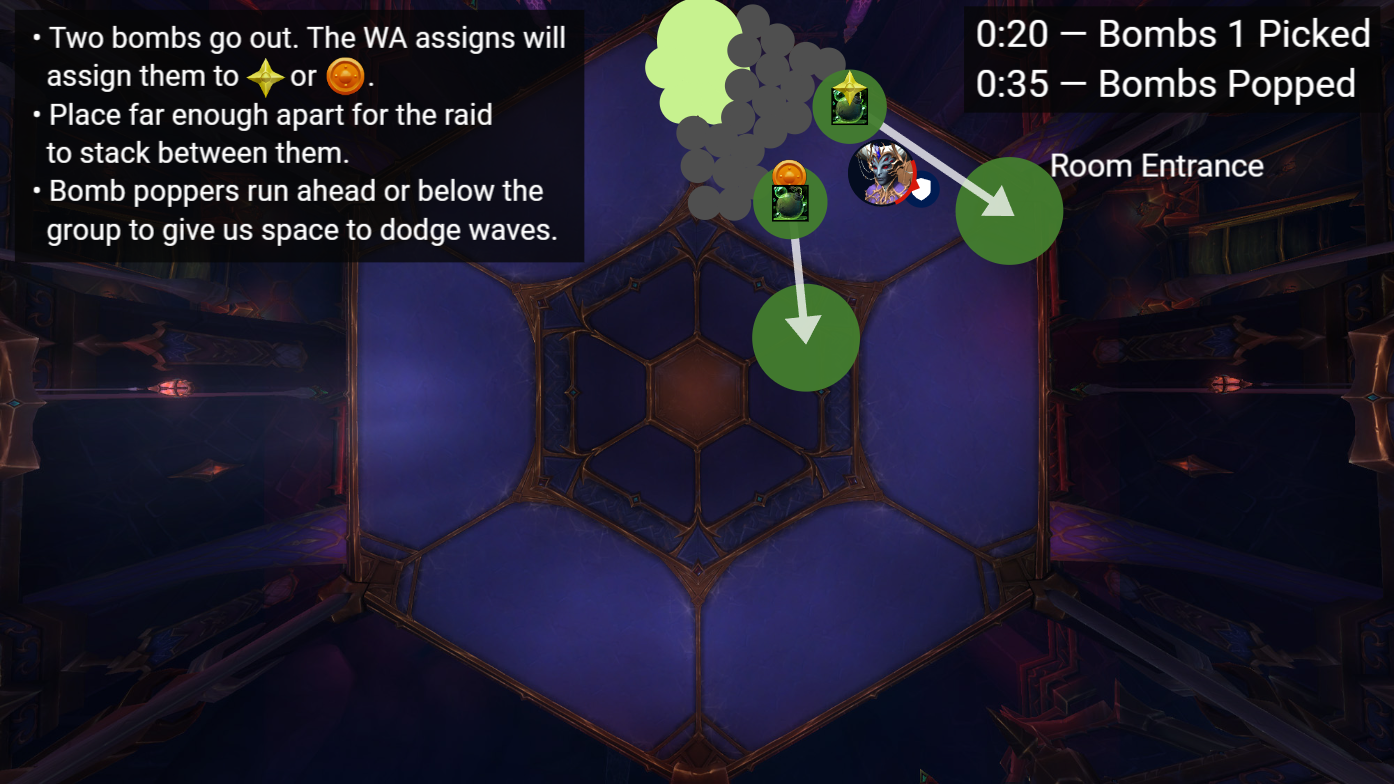 • Two bombs go out. The WA assigns will
assign them to or .
• Place far enough apart for the raid
to stack between them.
• Bomb poppers run ahead or below the
group to give us space to dodge waves.
0:20 — Bombs 1 Picked
0:35 — Bombs Popped
Room Entrance